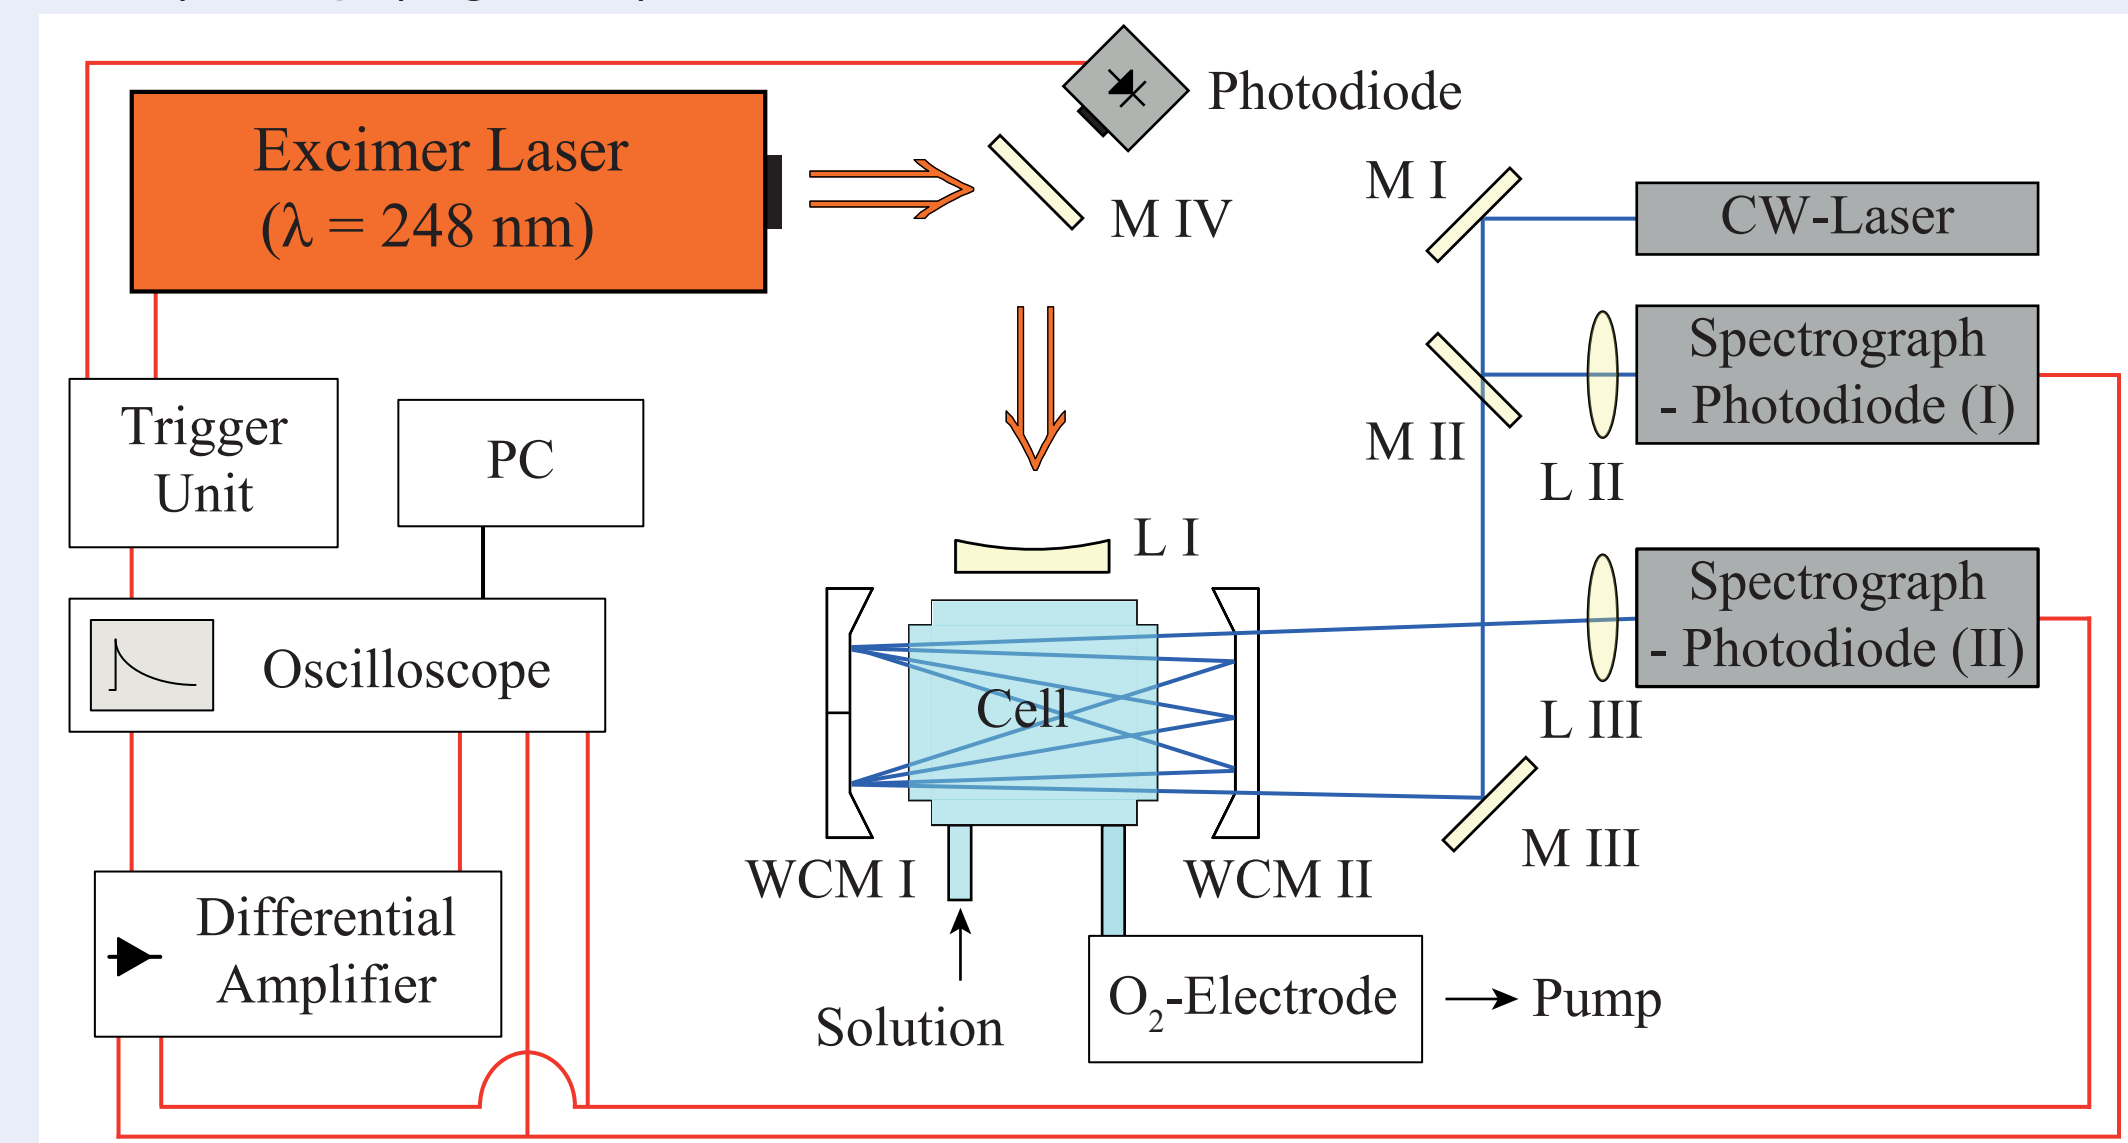 Photodiode
Excimer Laser
(λ = 248 nm)
M IV
M I
CW-Laser
Spectrograph
- Photodiode (I)
M II
L II
Trigger
Unit
PC
L I
Spectrograph
- Photodiode (II)
L III
Oscilloscope
Cell
M III
WCM I
WCM II
Differential
Amplifier
O₂-Electrode
Pump
Solution